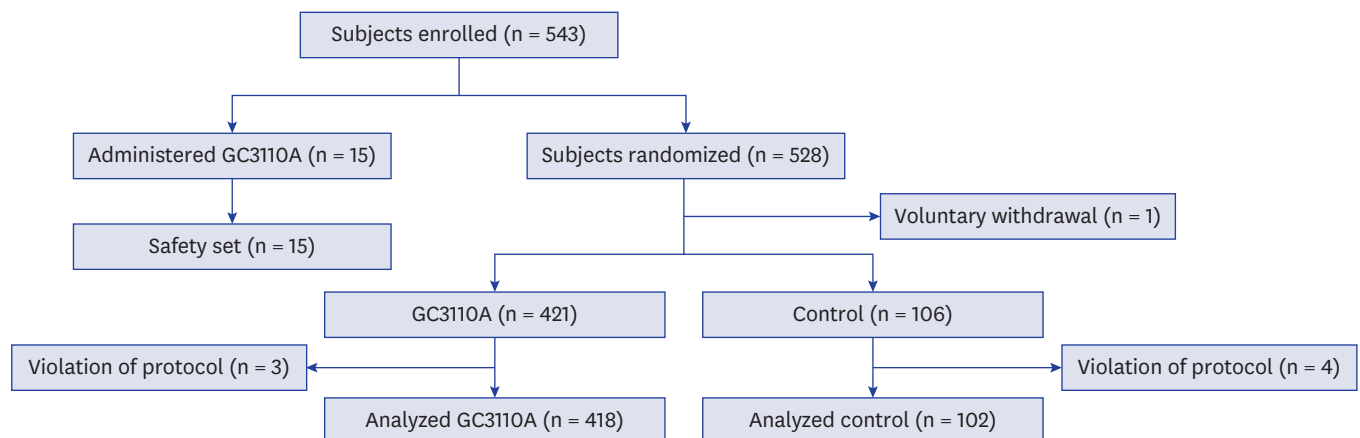 Subjects enrolled (n = 543)
Administered GC3110A (n = 15)
Subjects randomized (n = 528)
Voluntary withdrawal (n = 1)
Safety set (n = 15)
GC3110A (n = 421)
Control (n = 106)
Violation of protocol (n = 3)
Violation of protocol (n = 4)
Analyzed GC3110A (n = 418)
Analyzed control (n = 102)